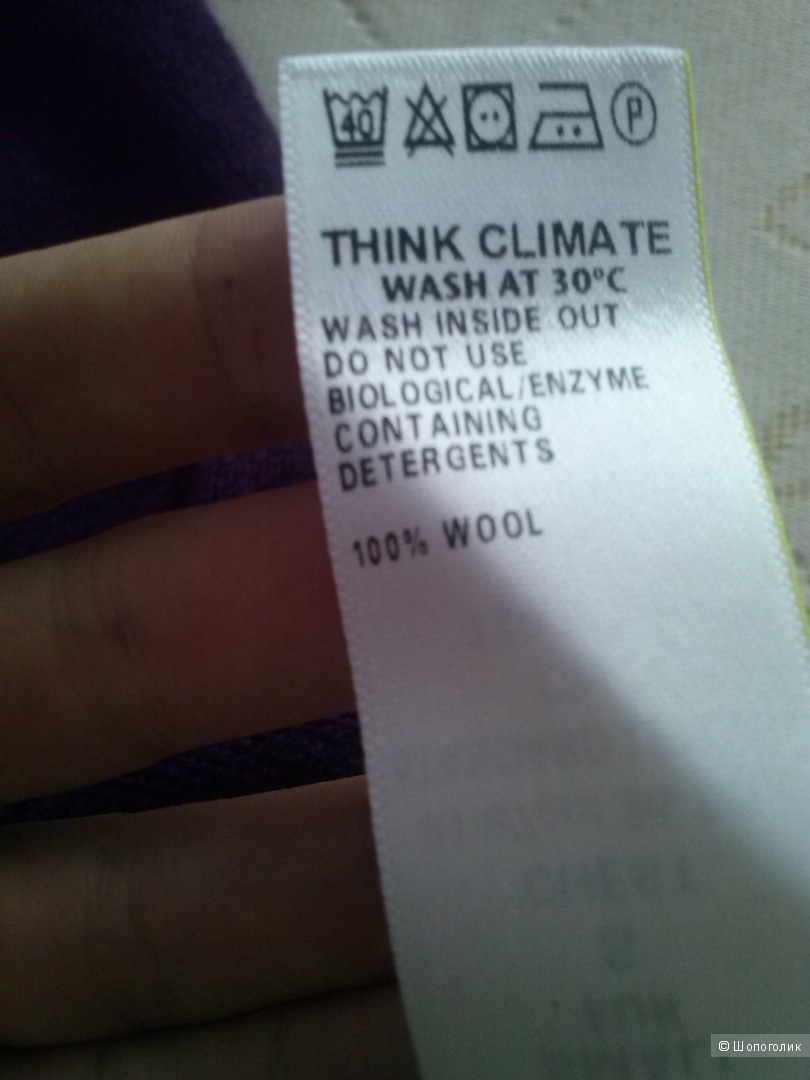 40 P
THINK CLIMATE
WASH AT 30°C
WASH INSIDE OUT
DO NOT USE
BIOLOGICAL/ENZYME
CONTAINING
DETERGENTS
100% WOOL
© Шопоголик